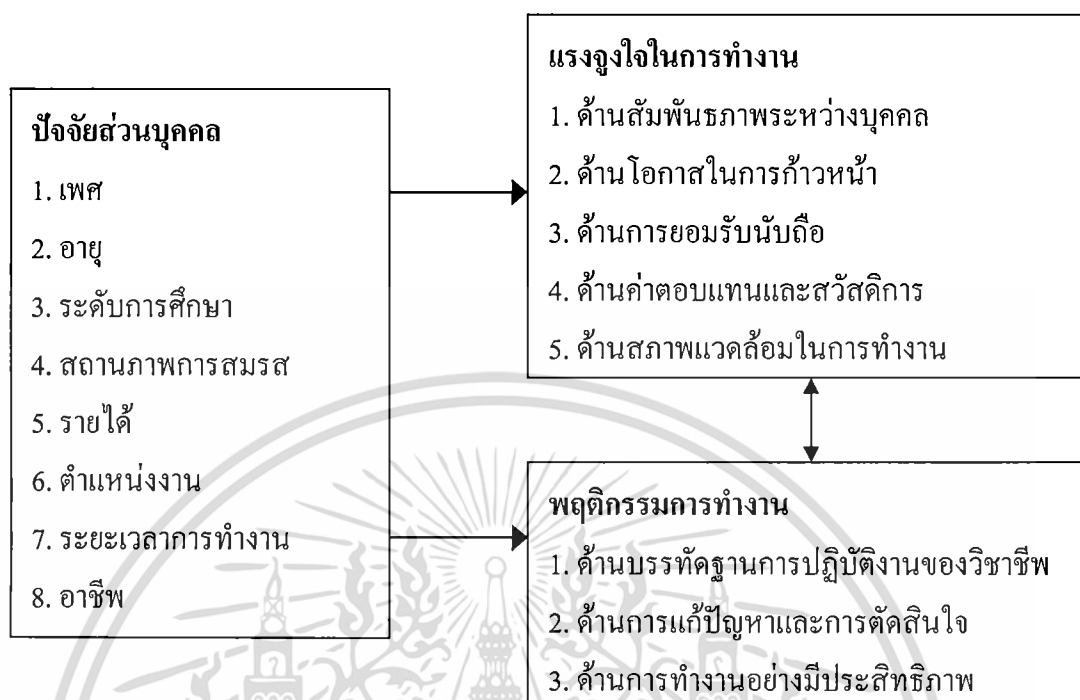 ปัจจัยส่วนบุคคล
1. เพศ
2. อายุ
3. ระดับการศึกษา
4. สถานภาพการสมรส
5. รายได้
6. ตำแหน่งงาน
7. ระยะเวลาการทำงาน
8. อาชีพ
แรงจูงใจในการทำงาน
1. ด้านสัมพันธภาพระหว่างบุคคล
2. ด้านโอกาสในการก้าวหน้า
3. ด้านการยอมรับนับถือ
4. ด้านค่าตอบแทนและสวัสดิการ
5. ด้านสภาพแวดล้อมในการทำงาน
พฤติกรรมการทำงาน
1. ด้านบรรทัดฐานการปฏิบัติงานของวิชาชีพ
2. ด้านการแก้ปัญหาและการตัดสินใจ
3. ด้านการทำงานอย่างมีประสิทธิภาพ